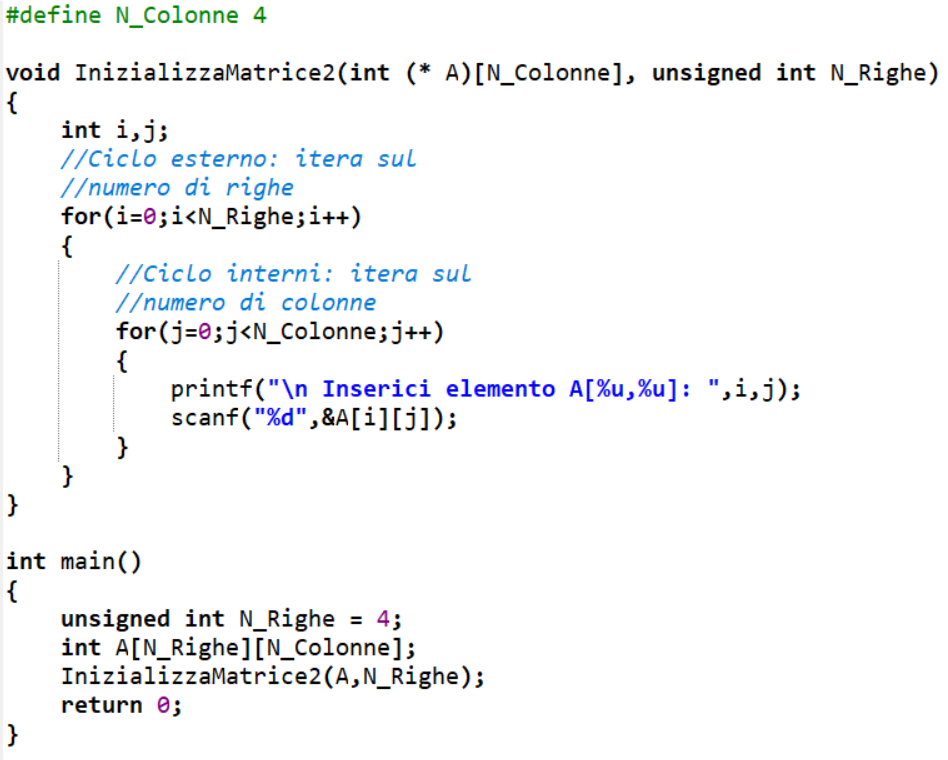 #define N_Colonne 4
void InizializzaMatrice2(int (* A)[N_Colonne], unsigned int N_Righe)
{
int i,j;
//Ciclo esterno: itera sul
//numero di righe
for(i=0;i<N_Righe;i++)
{
//Ciclo interni: itera sul
//numero di colonne
for(j=0;j<N_Colonne;j++)
{
printf("\n Inserici elemento A[%u,%u]: ",i,j);
scanf("%d",&A[i][j]);
}
}
}
int main()
{
unsigned int N_Righe = 4;
int A[N_Righe][N_Colonne];
InizializzaMatrice2(A,N_Righe);
return 0;
}